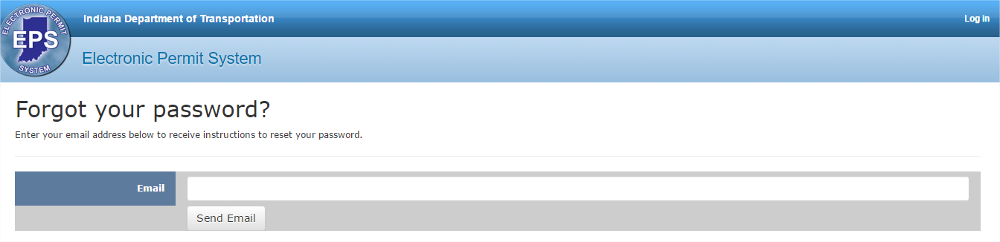 ELECTRONIC PERMIT
EPS
SYSTEM
Indiana Department of Transportation
Log in
Electronic Permit System
Forgot your password?
Enter your email address below to receive instructions to reset your password.
Email
Send Email